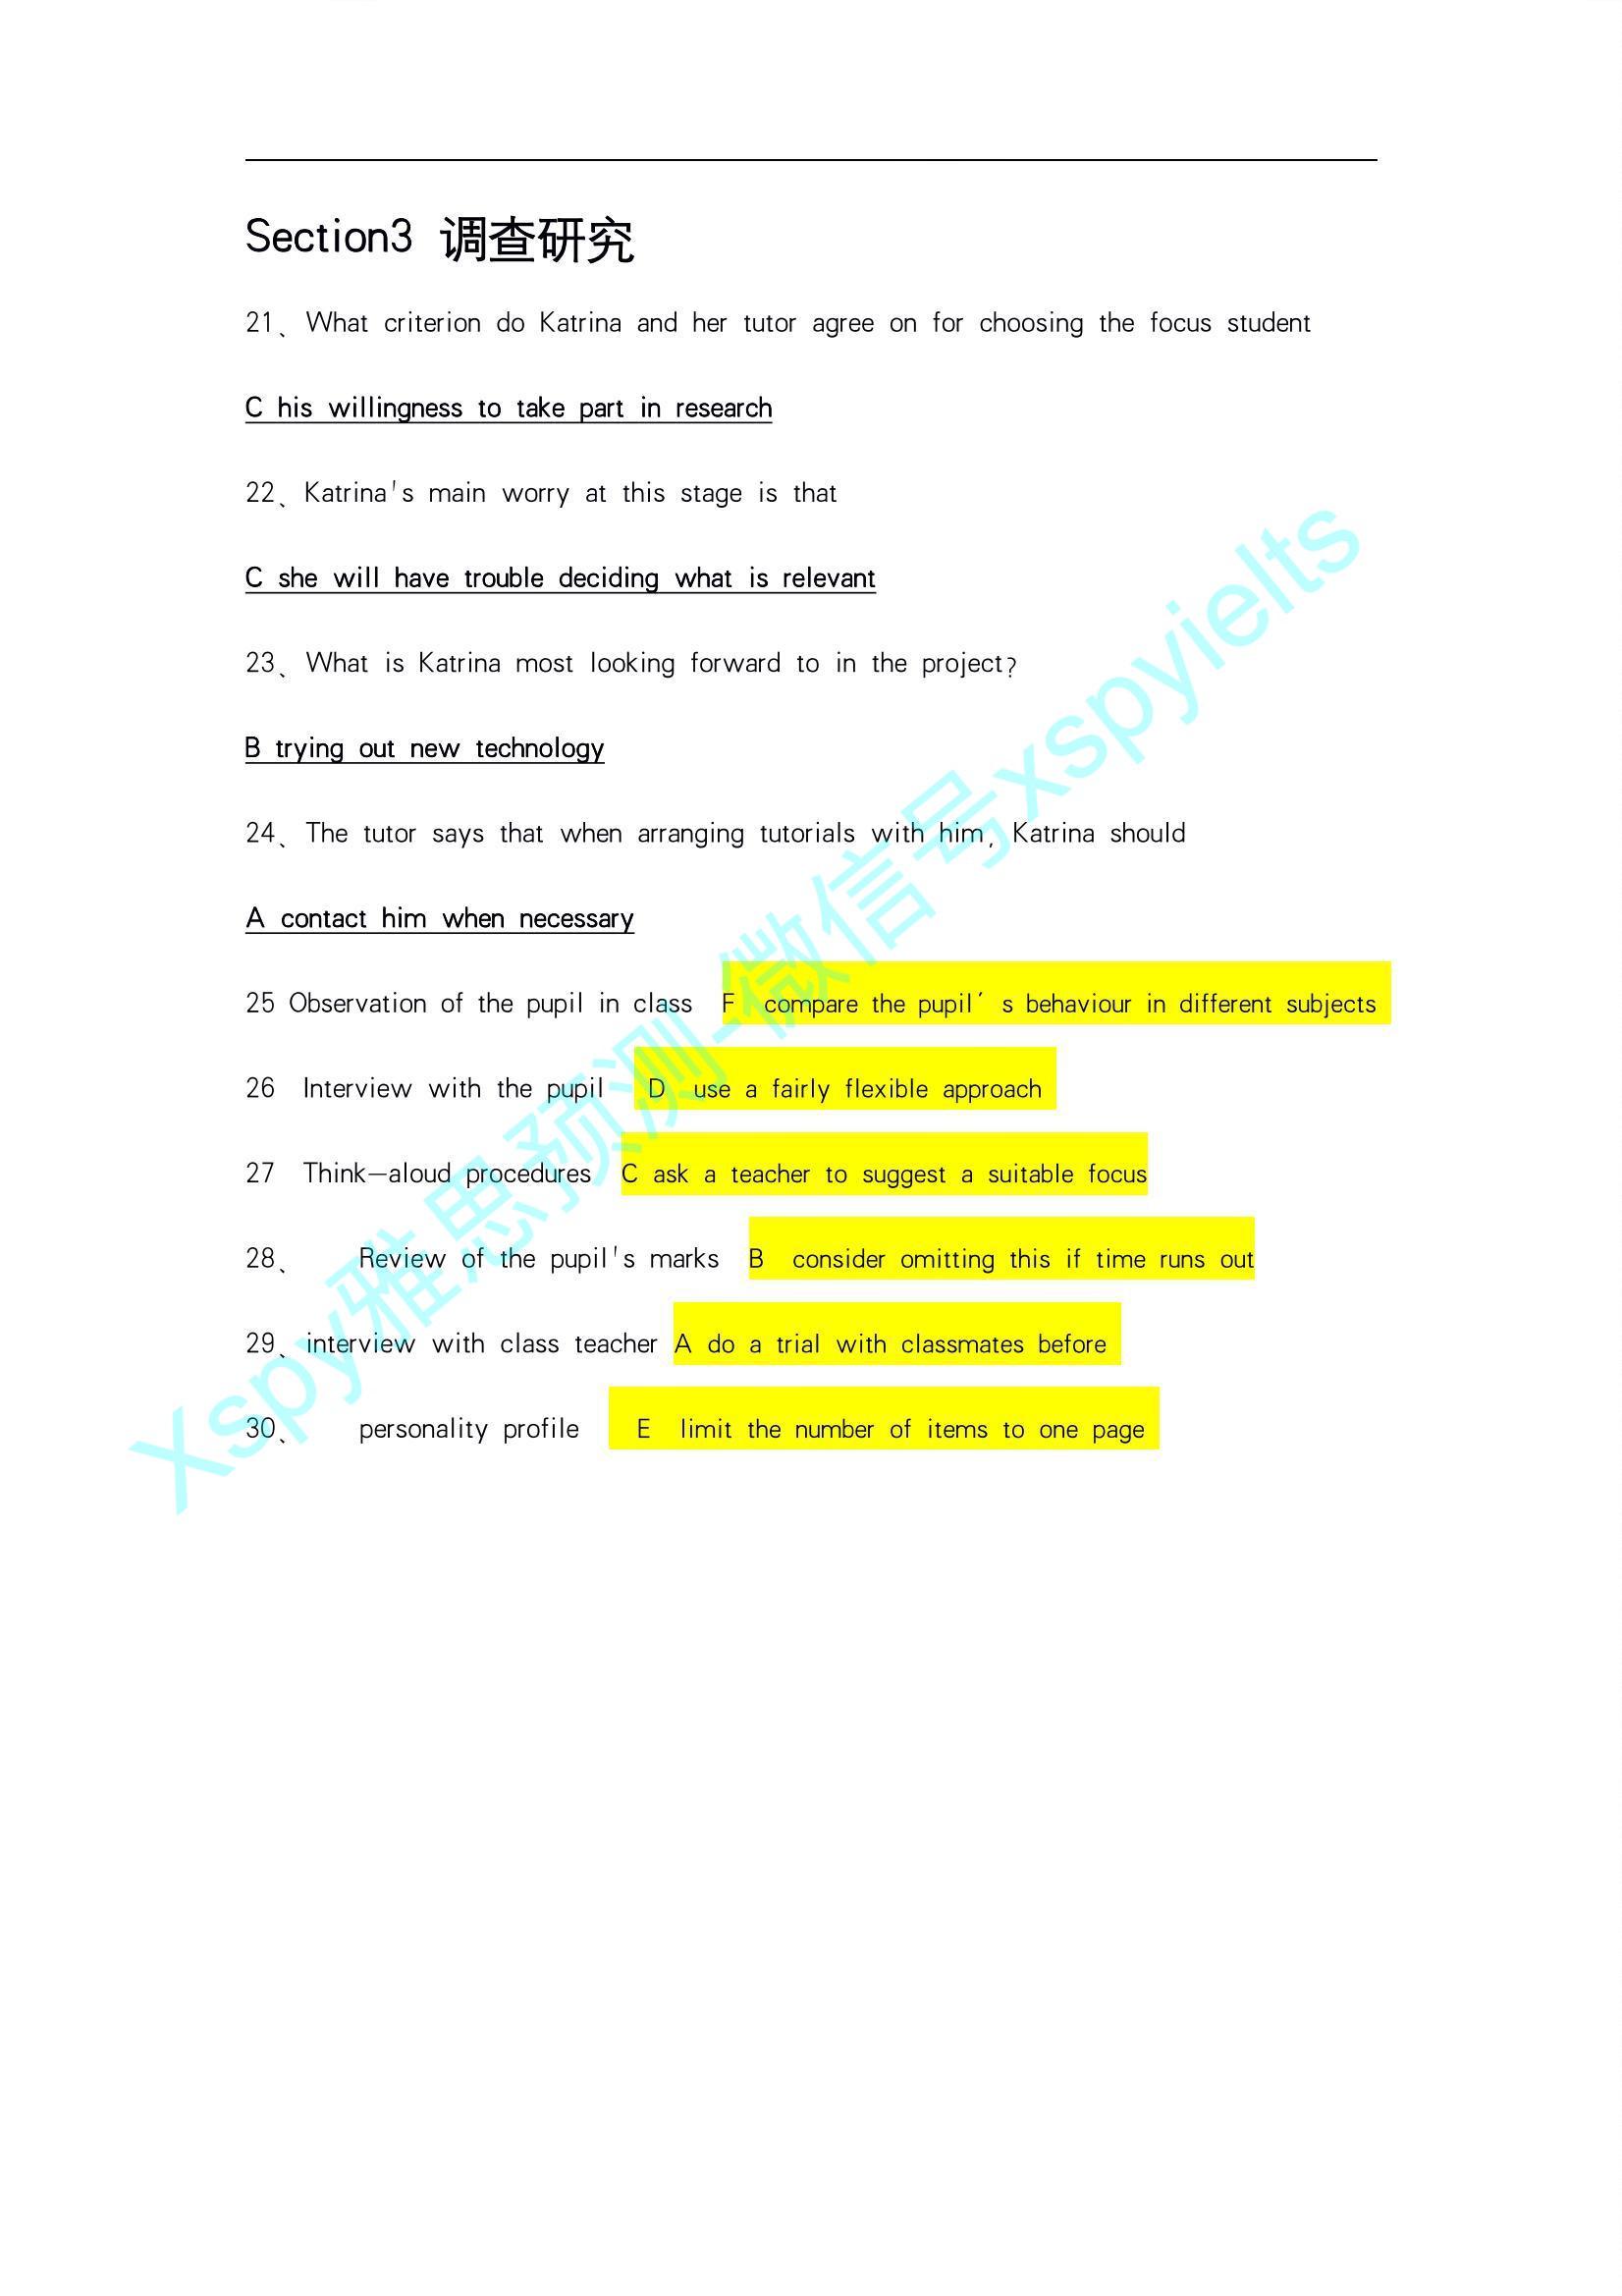 Section3 调查研究
21、What criterion do Katrina and her tutor agree on for choosing the focus student
C his willingness to take part in research
22、Katrina's main worry at this stage is that
C she will have trouble deciding what is relevant
23、What is Katrina most looking forward to in the project?
B trying out new technology
24、The tutor says that when arranging tutorials with him, Katrina should
A contact him when necessary
25 Observation of the pupil in class F compare the pupil′s behaviour in different subjects
26 Interview with the pupil D use a fairly flexible approach
27 Think—aloud procedures C ask a teacher to suggest a suitable focus
28、 Review of the pupil's marks B consider omitting this if time runs out
29、interview with class teacher A do a trial with classmates before
30、 personality profile E limit the number of items to one page
Xspy雅思预测-微信号xspyielts